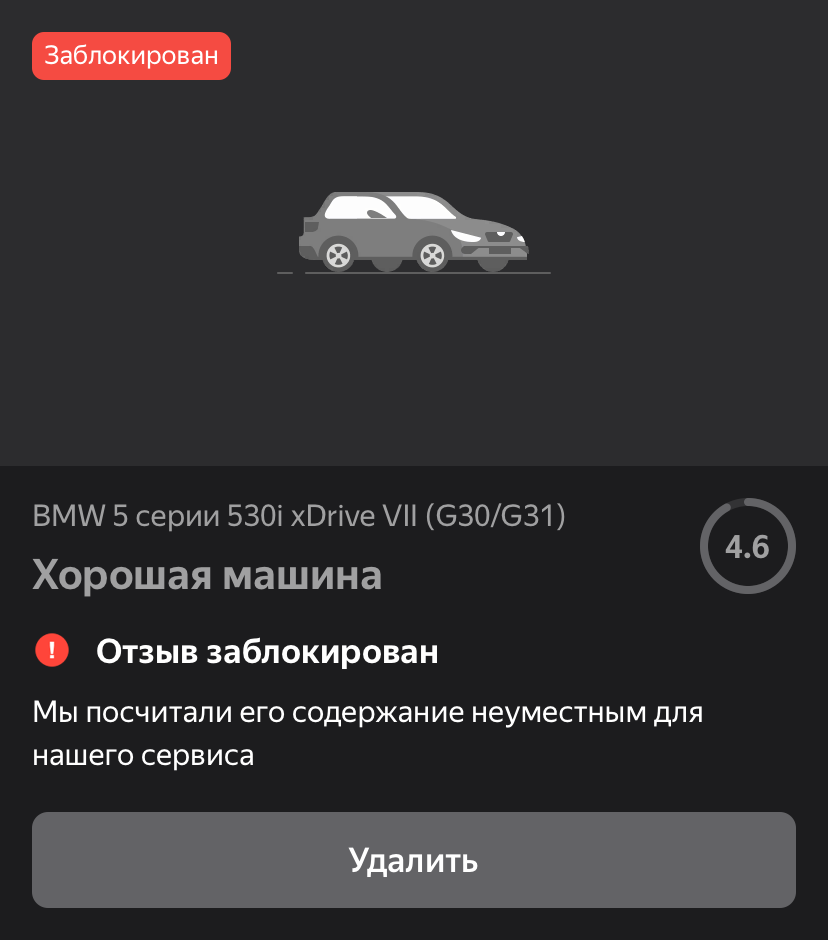 Заблокирован
BMW 5 серии 530i xDrive VII (G30/G31)
4.6
Хорошая машина
! Отзыв заблокирован
Мы посчитали его содержание неуместным для
нашего сервиса
Удалить